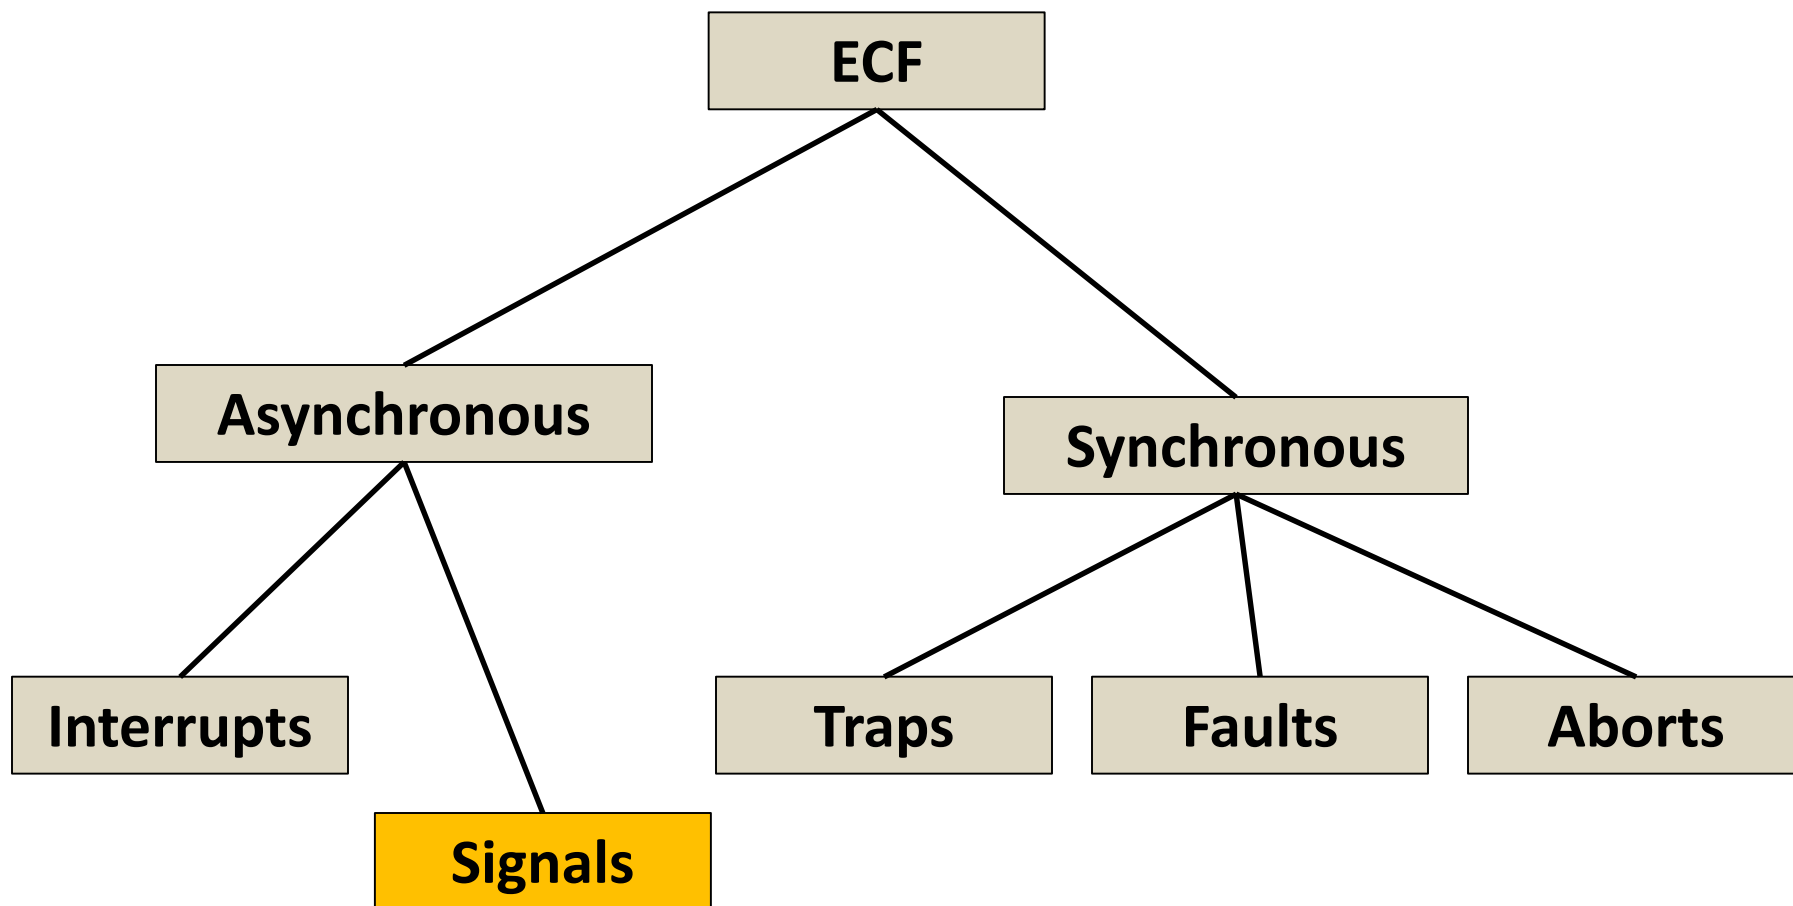 ECF
Asynchronous
Synchronous
Interrupts
Traps
Faults
Aborts
Signals